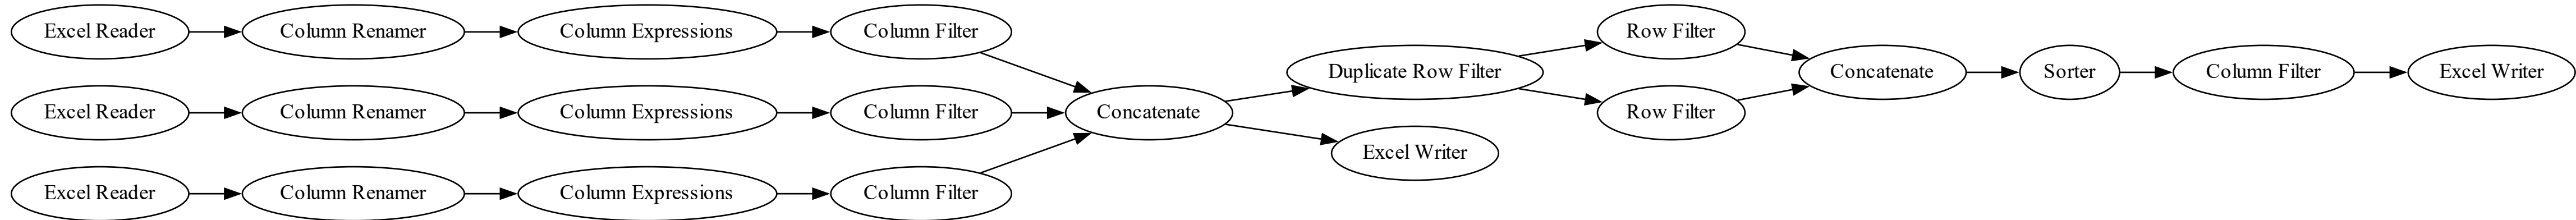 Excel Reader
Column Renamer
Column Expressions
Column Filter
Excel Reader
Column Renamer
Column Expressions
Column Filter
Excel Reader
Column Renamer
Column Expressions
Column Filter
Concatenate
Duplicate Row Filter
Excel Writer
Row Filter
Row Filter
Concatenate
Sorter
Column Filter
Excel Writer